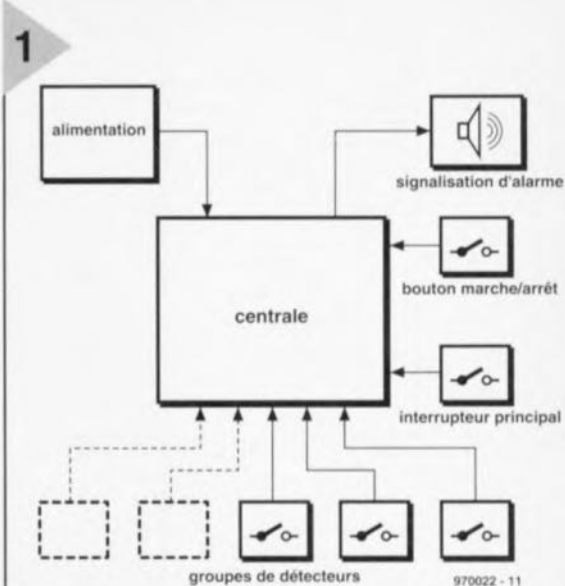 1
alimentation
signalisation d'alarme
bouton marche/arrêt
centrale
interrupteur principal
groupes de détecteurs
970022 - 11